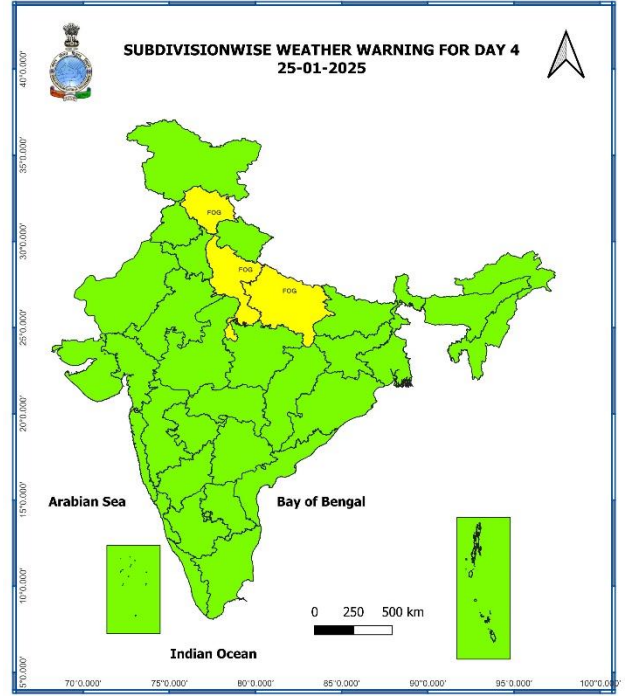 SUBDIVISIONWISE WEATHER WARNING FOR DAY 4
25-01-2025
40°0.000'
35°0.000'
30°0.000'
25°0.000'
20°0.000'
15°0.000'
10°0.000'
5°0.000'
FOG
FOG
FOG
Arabian Sea
Bay of Bengal
0 250 500 km
Indian Ocean
70°0.000' 75°0.000' 80°0.000' 85°0.000' 90°0.000' 95°0.000' 100°0.000'